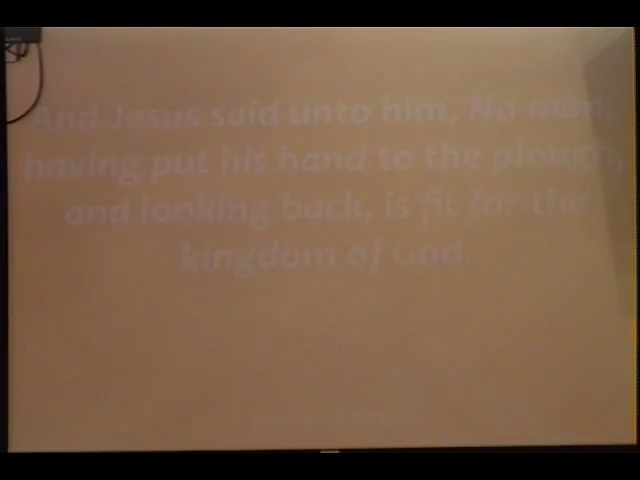 And Jesus said unto him, No man,
having put his hand to the plough,
and looking back, is fit for the
kingdom of God.